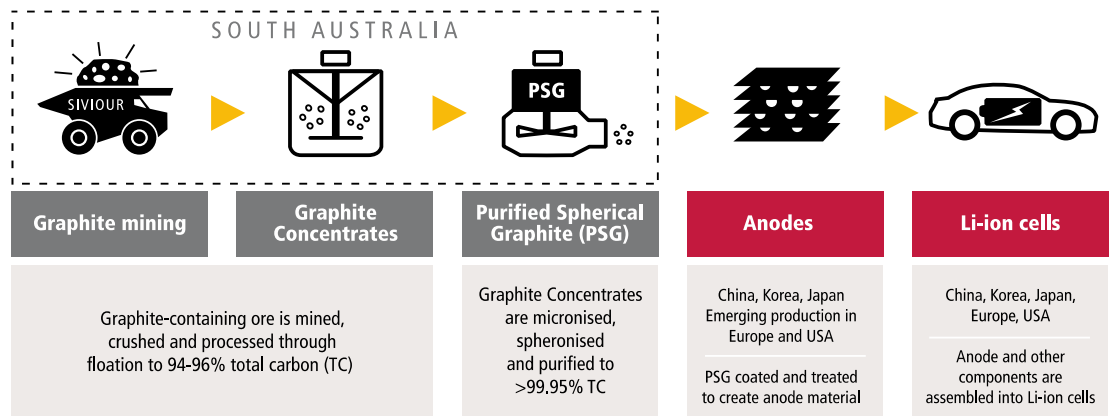 SOUTH AUSTRALIA
SIVIOUR
PSG
Graphite mining
Graphite
Concentrates
Purified Spherical
Graphite (PSG)
Anodes
Li-ion cells
Graphite-containing ore is mined,
crushed and processed through
floation to 94-96% total carbon (TC)
Graphite Concentrates
are micronised,
spheronised
and purified to
>99.95% TC
China, Korea, Japan
Emerging production in
Europe and USA
PSG coated and treated
to create anode material
China, Korea, Japan,
Europe, USA
Anode and other
components are
assembled into Li-ion cells